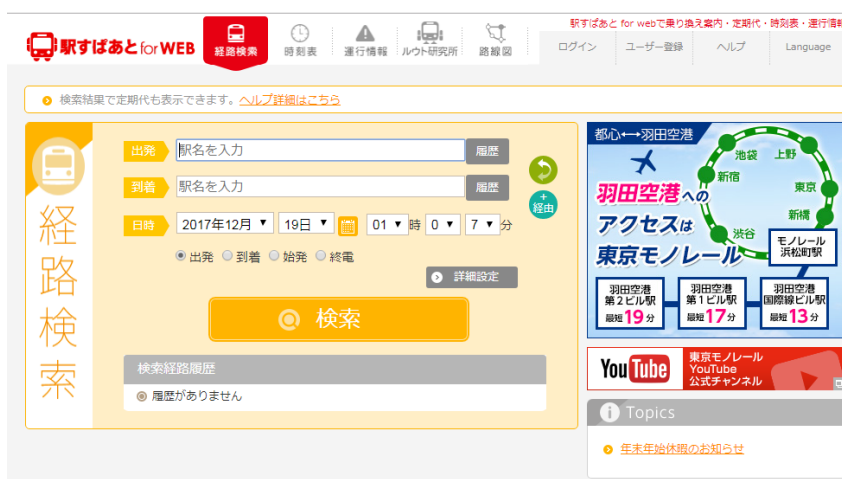 駅すぱあと for webで乗り換え案内・定期代・時刻表・運行情報
駅すぱあと for WEB
経路検索
時刻表
運行情報
ルウト研究所
路線図
ログイン
ユーザー登録
ヘルプ
Language
検索結果で定期代も表示できます。ヘルプ詳細はこちら
経路検索
出発 駅名を入力 履歴
到着 駅名を入力 履歴
+
経由
日時 2017年12月 ▼ 19日 ▼ 01 ▼ 時 0 ▼ 7 ▼ 分
出発 到着 始発 終電
詳細設定
検索
検索経路履歴
履歴がありません
都心⟷羽田空港
池袋
上野
新宿
東京
新橋
渋谷
羽田空港への
アクセスは
東京モノレール
モノレール
浜松町駅
羽田空港
第2ビル駅
最短19分
羽田空港
第1ビル駅
最短17分
羽田空港
国際線ビル駅
最短13分
YouTube
東京モノレール
YouTube
公式チャンネル
i Topics
年末年始休暇のお知らせ